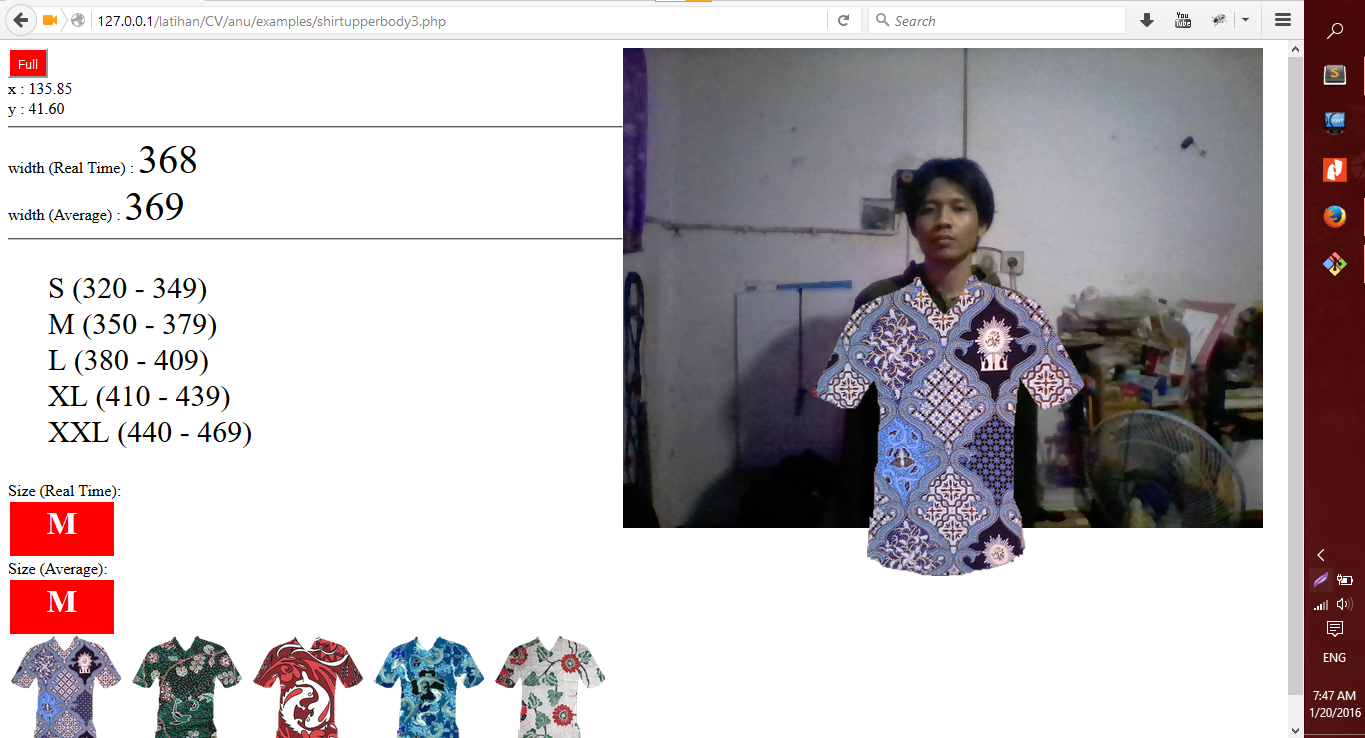 127.0.0.1/latihan/CV/anu/examples/shirtupperbody3.php
Search
You
Tube
Full
x : 135.85
y : 41.60
width (Real Time) : 368
width (Average) : 369
S (320 - 349)
M (350 - 379)
L (380 - 409)
XL (410 - 439)
XXL (440 - 469)
Size (Real Time):
M
Size (Average):
M
S
ENG
7:47 AM
1/20/2016